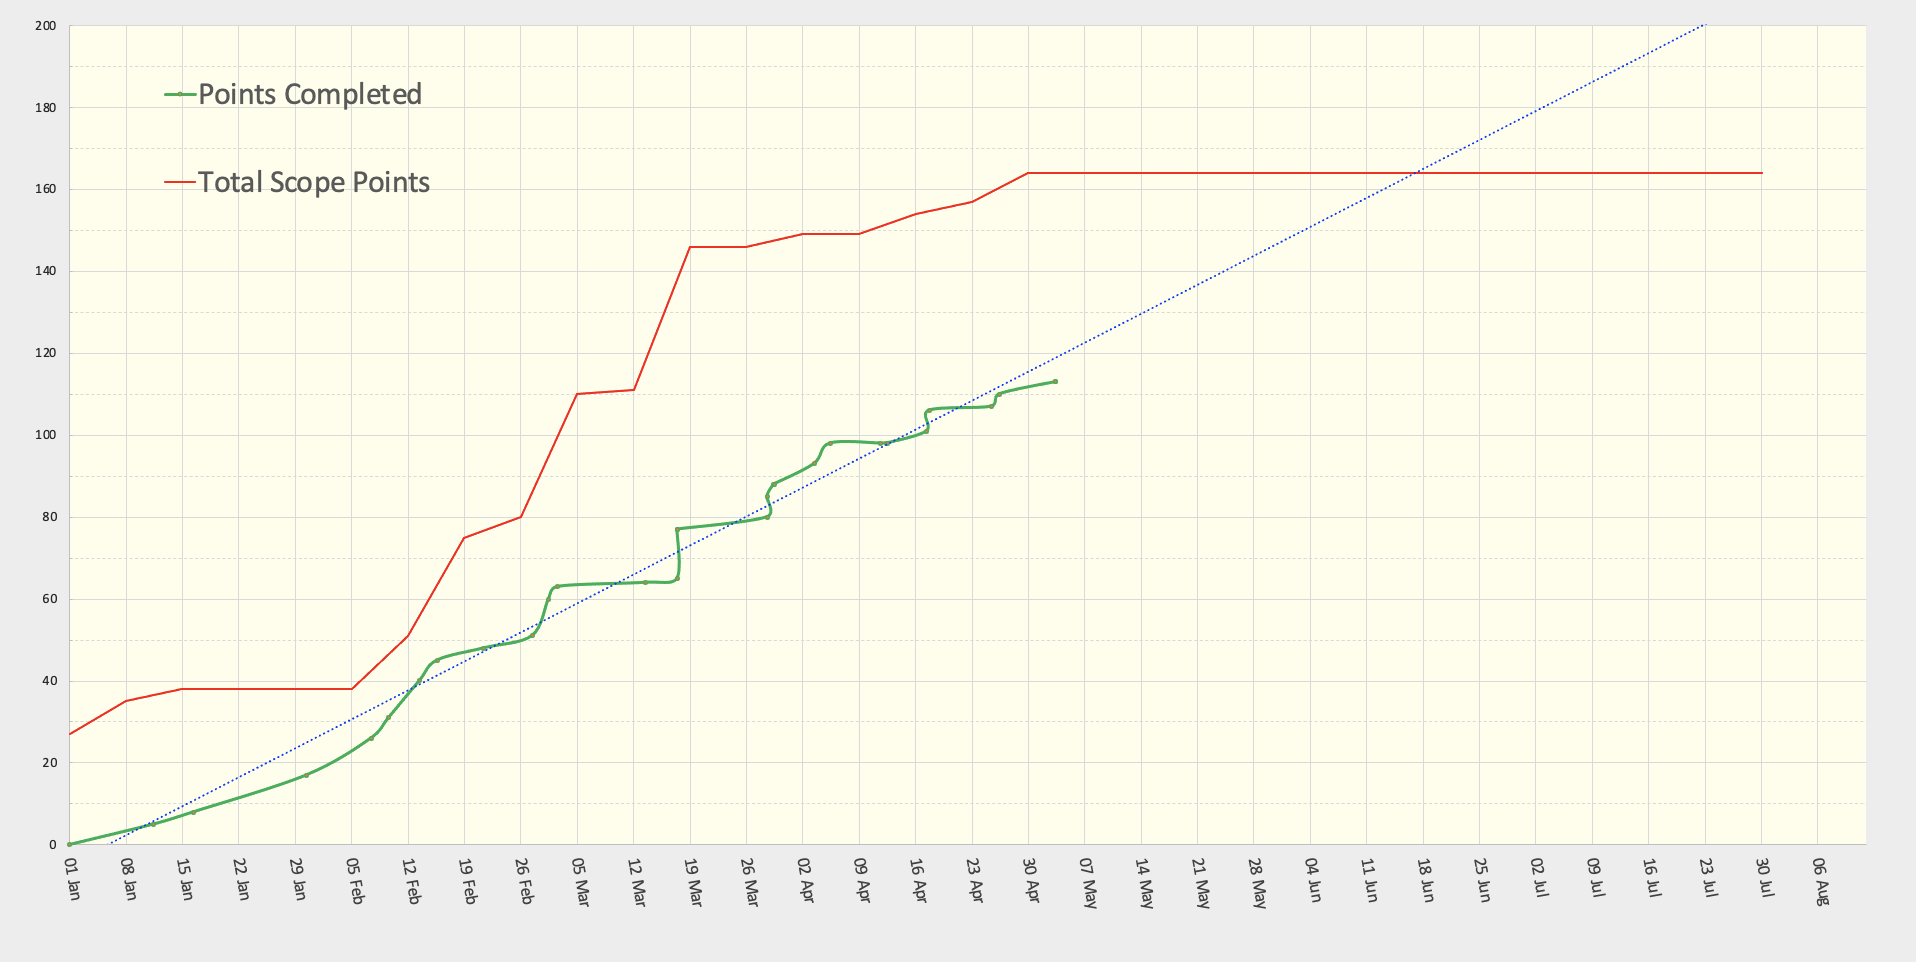 200
180
160
140
120
100
80
60
40
20
0
Points Completed
Total Scope Points
01 Jan
08 Jan
15 Jan
22 Jan
29 Jan
05 Feb
12 Feb
19 Feb
26 Feb
05 Mar
12 Mar
19 Mar
26 Mar
02 Apr
09 Apr
16 Apr
23 Apr
30 Apr
07 May
14 May
21 May
28 May
04 Jun
11 Jun
18 Jun
25 Jun
02 Jul
09 Jul
16 Jul
23 Jul
30 Jul
06 Aug